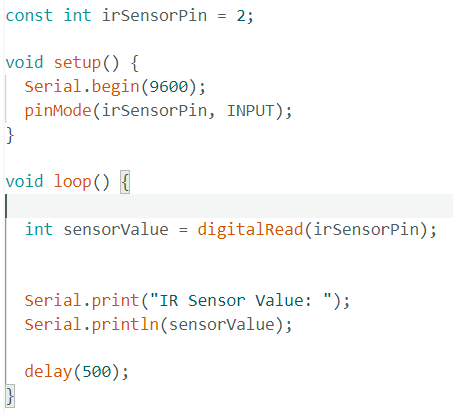 const int irSensorPin = 2;
void setup() {
  Serial.begin(9600);
  pinMode(irSensorPin, INPUT);
}
void loop() {
  int sensorValue = digitalRead(irSensorPin);
  Serial.print("IR Sensor Value: ");
  Serial.println(sensorValue);
  delay(500);
}